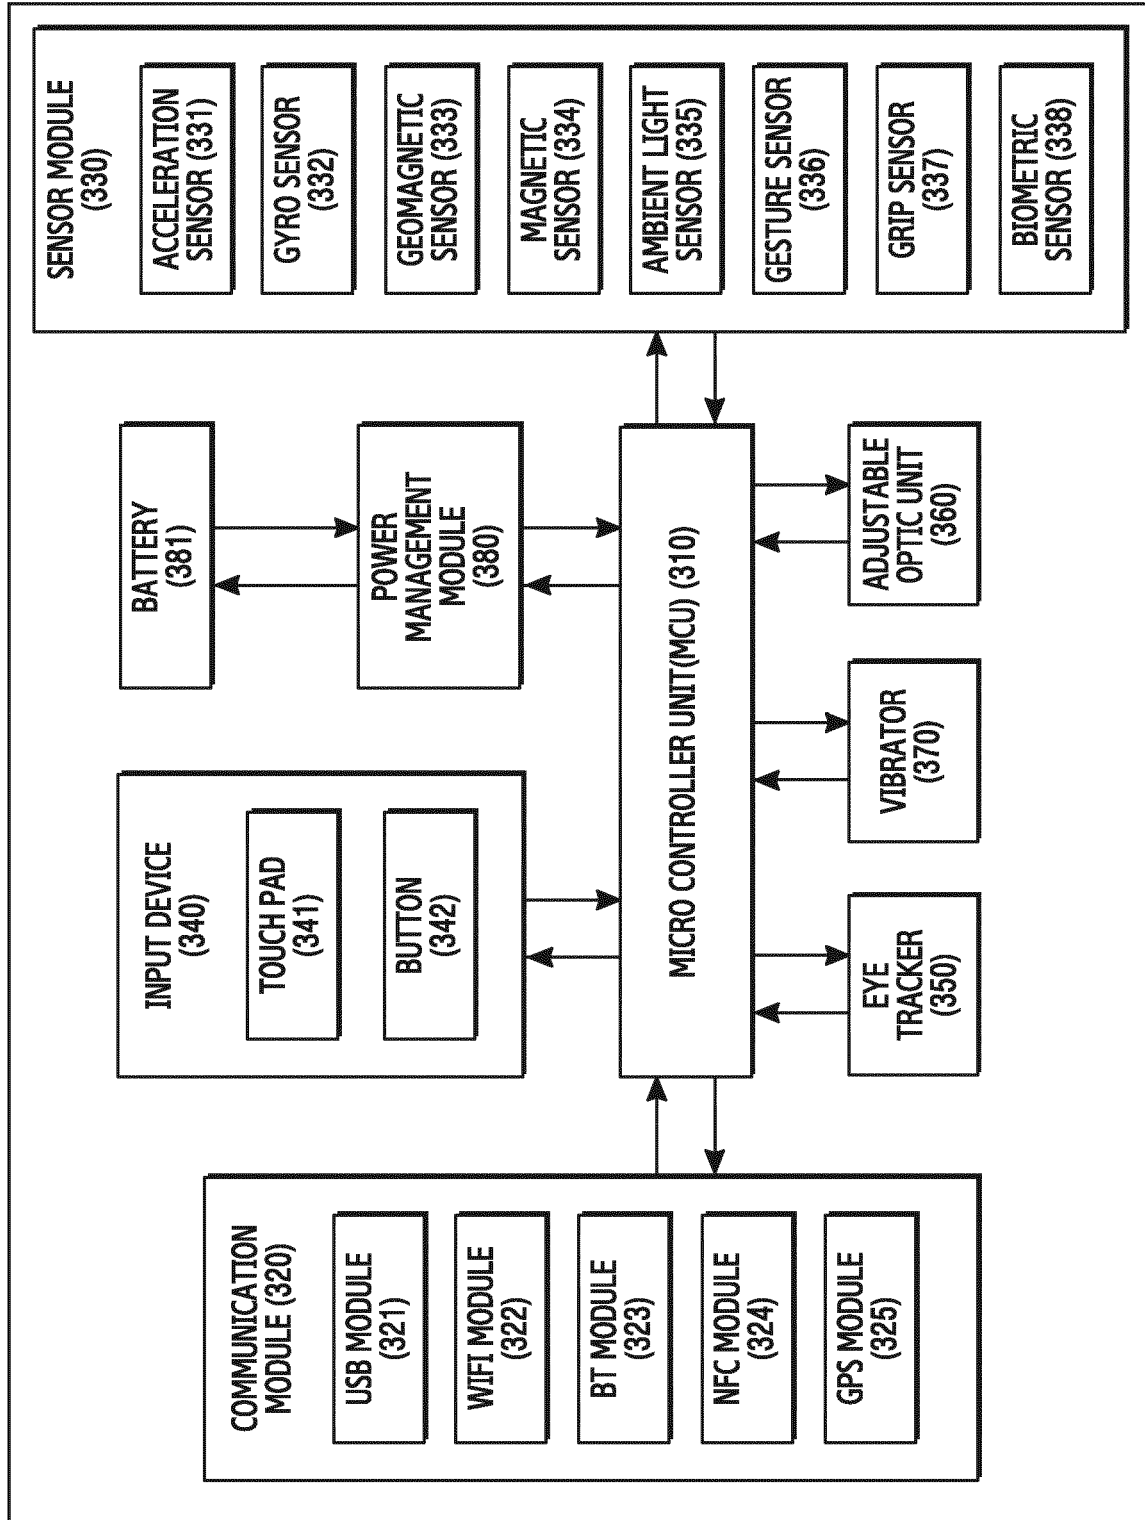 COMMUNICATION
MODULE (320)
USB MODULE
(321)
WIFI MODULE
(322)
BT MODULE
(323)
NFC MODULE
(324)
GPS MODULE
(325)
INPUT DEVICE
(340)
TOUCH PAD
(341)
BUTTON
(342)
BATTERY
(381)
POWER
MANAGEMENT
MODULE
(380)
MICRO CONTROLLER UNIT(MCU) (310)
EYE
TRACKER
(350)
VIBRATOR
(370)
ADJUSTABLE
OPTIC UNIT
(360)
SENSOR MODULE
(330)
ACCELERATION
SENSOR (331)
GYRO SENSOR
(332)
GEOMAGNETIC
SENSOR (333)
MAGNETIC
SENSOR (334)
AMBIENT LIGHT
SENSOR (335)
GESTURE SENSOR
(336)
GRIP SENSOR
(337)
BIOMETRIC
SENSOR (338)